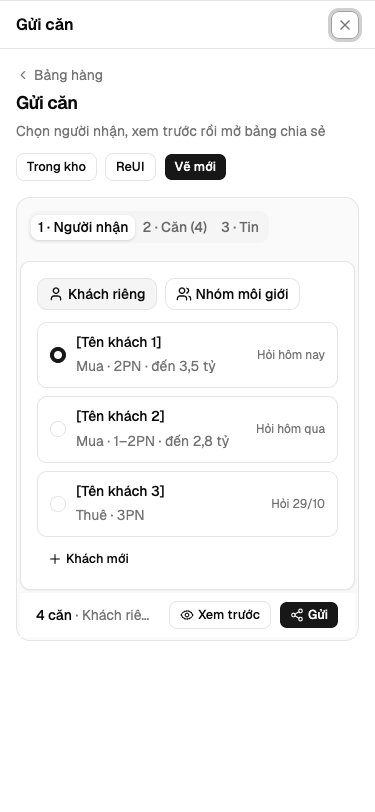 Gửi căn
Bảng hàng
Gửi căn
Chọn người nhận, xem trước rồi mở bảng chia sẻ
Trong kho ReUI Vẽ mới
1 · Người nhận 2 · Căn (4) 3 · Tin
Khách riêng Nhóm môi giới
[Tên khách 1]
Mua · 2PN · đến 3,5 tỷ Hỏi hôm nay
[Tên khách 2]
Mua · 1–2PN · đến 2,8 tỷ Hỏi hôm qua
[Tên khách 3]
Thuê · 3PN Hỏi 29/10
+ Khách mới
4 căn · Khách riê... Xem trước Gửi